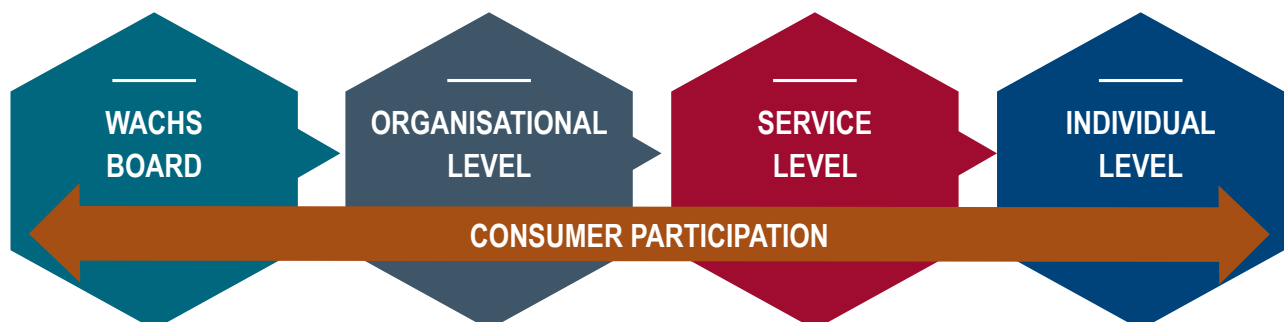 WACHS
BOARD
ORGANISATIONAL
LEVEL
SERVICE
LEVEL
INDIVIDUAL
LEVEL
CONSUMER PARTICIPATION